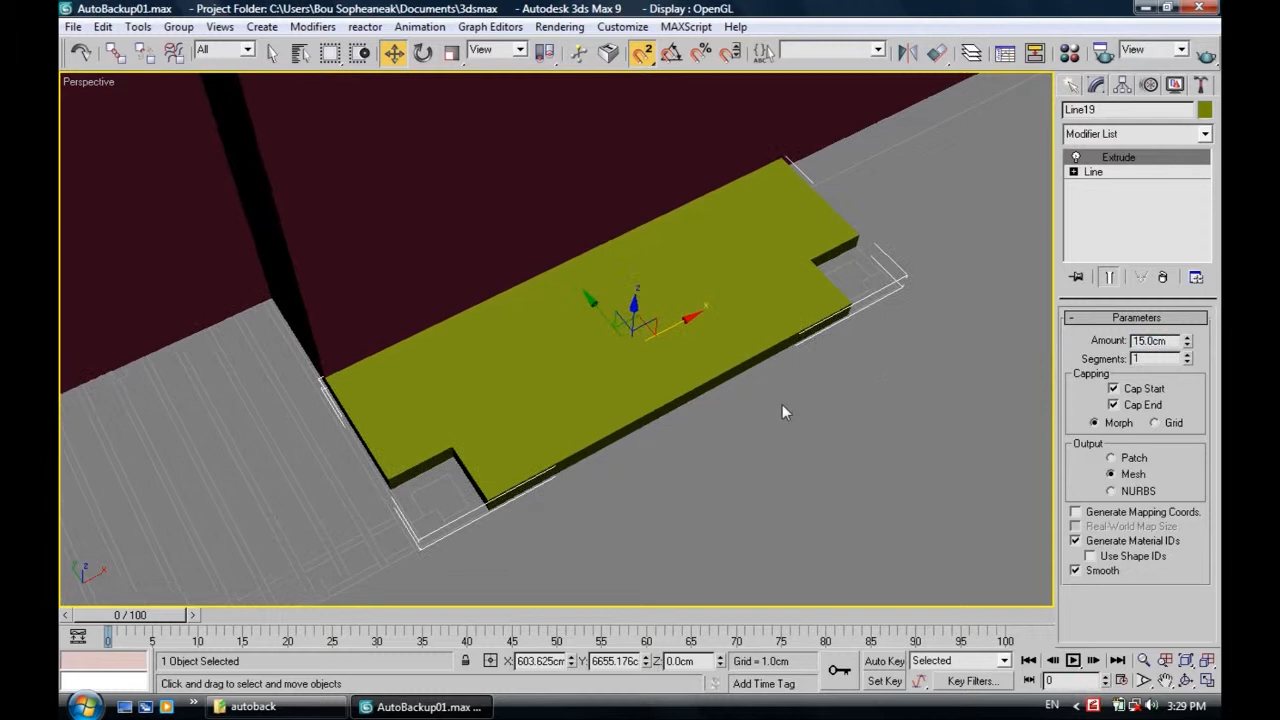 AutoBackup01.max - Project Folder: C:\Users\Bou Sopheaneak\Documents\3dsmax - Autodesk 3ds Max 9 - Display : OpenGL
File Edit Tools Group Views Create Modifiers reactor Animation Graph Editors Rendering Customize MAXScript Help
All View View
Perspective
Line19
Modifier List
Extrude
Line
z
x
- Parameters
Amount: 15.0cm
Segments: 1
Capping
Cap Start
Cap End
Morph Grid
Output
Patch
Mesh
NURBS
Generate Mapping Coords.
Real-World Map Size
Generate Material IDs
Use Shape IDs
Smooth
z
x
0 / 100
0 5 10 15 20 25 30 35 40 45 50 55 60 65 70 75 80 85 90 95 100
1 Object Selected X: 603.625cm Y: 6655.176c Z: 0.0cm Grid = 1.0cm Auto Key Selected
Click and drag to select and move objects Add Time Tag Set Key Key Filters... 0
autoback AutoBackup01.max ... EN 3:29 PM